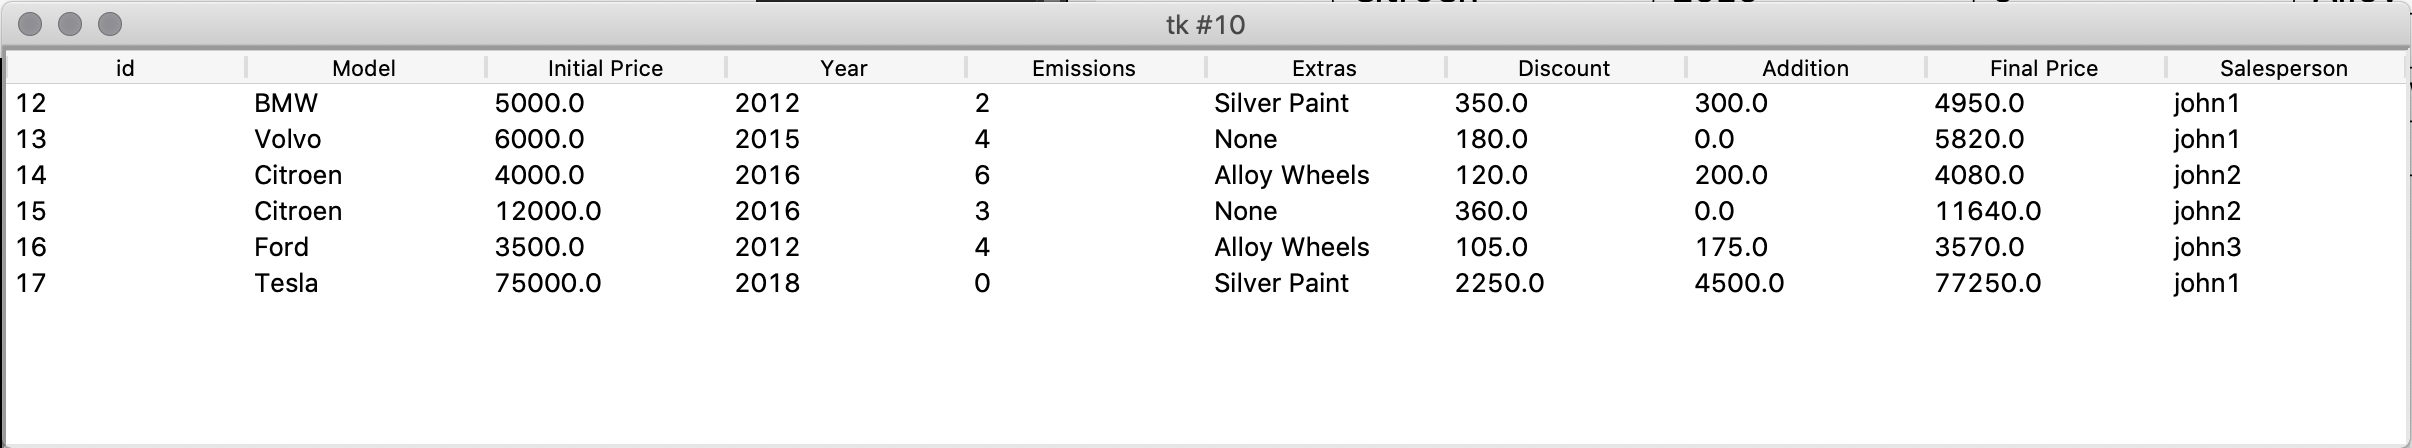 tk #10
id Model Initial Price Year Emissions Extras Discount Addition Final Price Salesperson
12 BMW 5000.0 2012 2 Silver Paint 350.0 300.0 4950.0 john1
13 Volvo 6000.0 2015 4 None 180.0 0.0 5820.0 john1
14 Citroen 4000.0 2016 6 Alloy Wheels 120.0 200.0 4080.0 john2
15 Citroen 12000.0 2016 3 None 360.0 0.0 11640.0 john2
16 Ford 3500.0 2012 4 Alloy Wheels 105.0 175.0 3570.0 john3
17 Tesla 75000.0 2018 0 Silver Paint 2250.0 4500.0 77250.0 john1